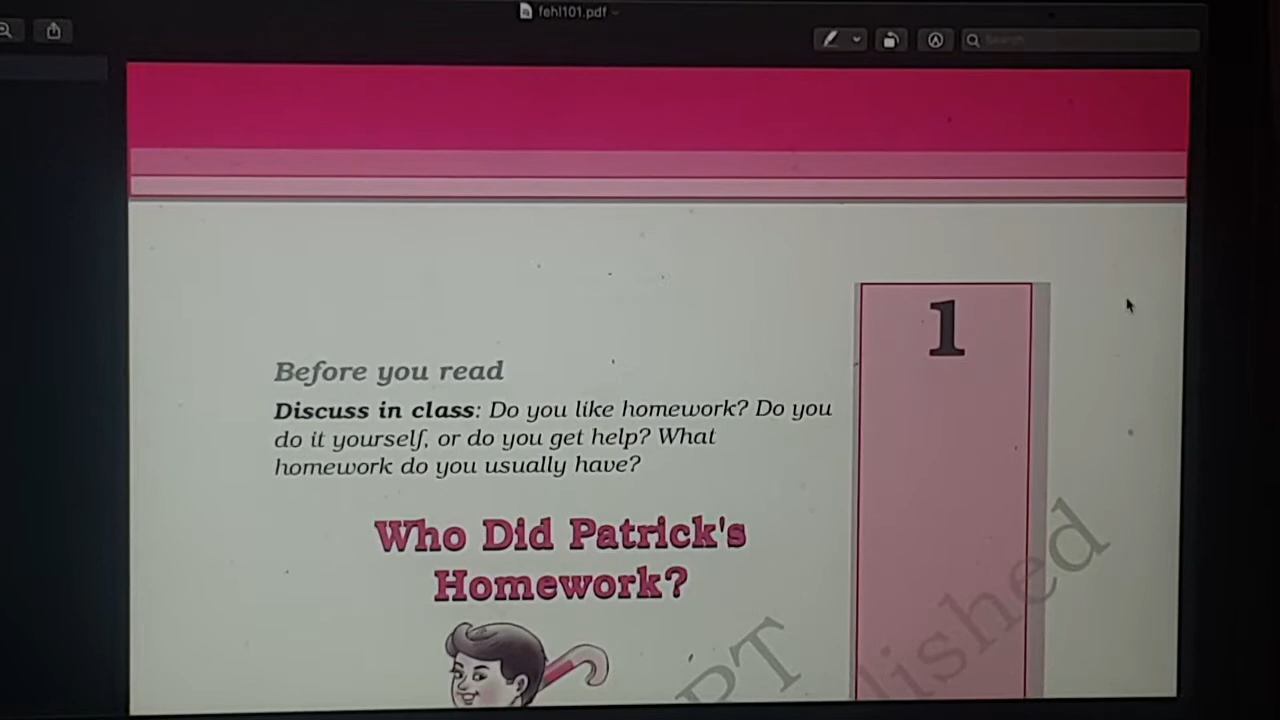 fehl101.pdf
Search
1
Before you read
Discuss in class: Do you like homework? Do you
do it yourself, or do you get help? What
homework do you usually have?
Who Did Patrick's
Homework?